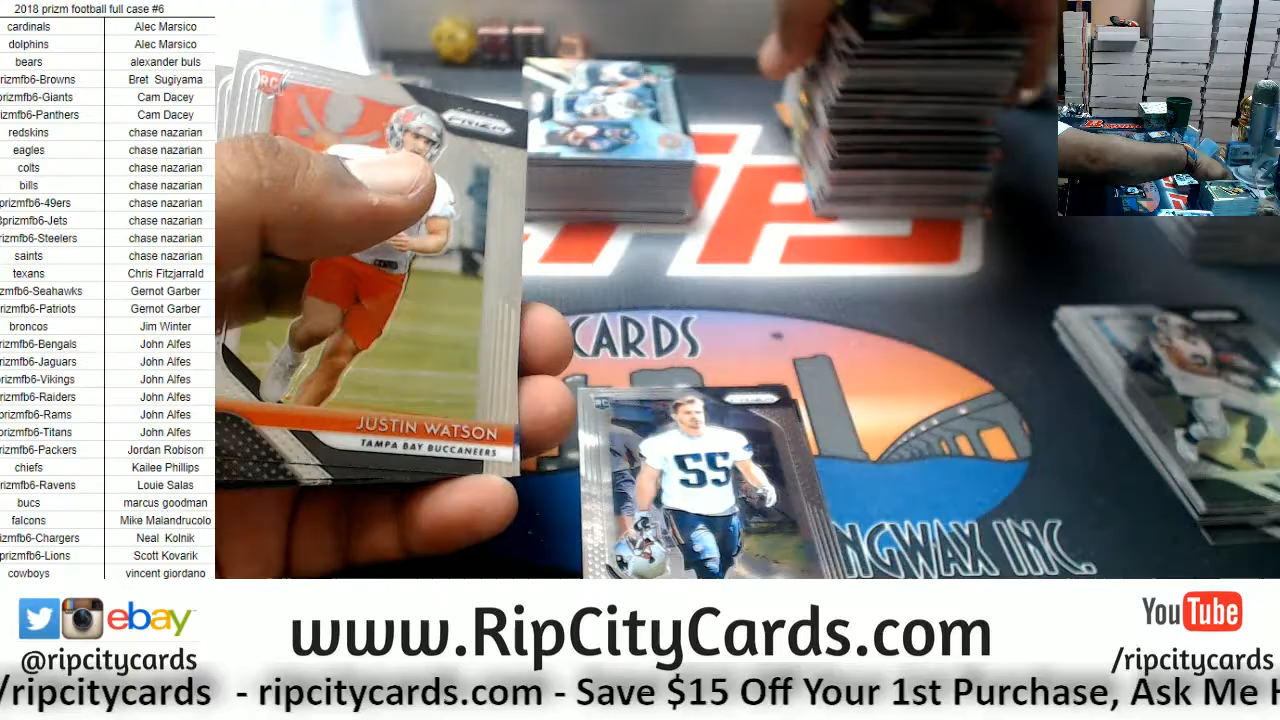 2018 prizm football full case #6
cardinals Alec Marsico
dolphins Alec Marsico
bears alexander buls
rizmfb6-Browns Bret Sugiyama
prizmfb6-Giants Cam Dacey
rizmfb6-Panthers Cam Dacey
redskins chase nazarian
eagles chase nazarian
colts chase nazarian
bills chase nazarian
rizmfb6-49ers chase nazarian
8prizmfb6-Jets chase nazarian
rizmfb6-Steelers chase nazarian
saints chase nazarian
texans Chris Fitzjarrald
zmfb6-Seahawks Gernot Garber
rizmfb6-Patriots Gernot Garber
broncos Jim Winter
rizmfb6-Bengals John Alfes
rizmfb6-Jaguars John Alfes
prizmfb6-Vikings John Alfes
rizmfb6-Raiders John Alfes
prizmfb6-Rams John Alfes
prizmfb6-Titans John Alfes
rizmfb6-Packers Jordan Robison
chiefs Kailee Phillips
rizmfb6-Ravens Louie Salas
bucs marcus goodman
falcons Mike Malandrucolo
izmfb6-Chargers Neal Kolnik
prizmfb6-Lions Scott Kovarik
cowboys vincent giordano
RC
PRIZM
JUSTIN WATSON
TAMPA BAY BUCCANEERS
CARDS
RC
55
NGWAX INC.
ebay
@ripcitycards
www.RipCityCards.com
YouTube
/ripcitycards
/ripcitycards - ripcitycards.com - Save $15 Off Your 1st Purchase, Ask Me H